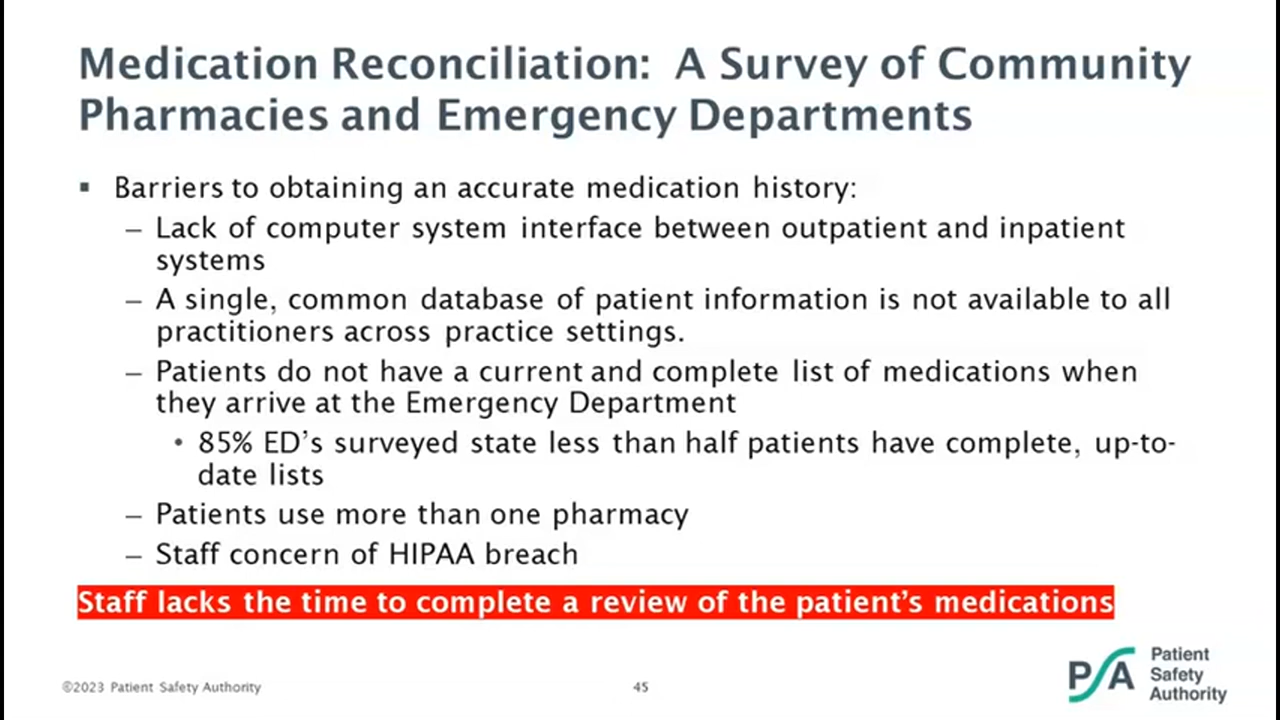 Medication Reconciliation: A Survey of Community
Pharmacies and Emergency Departments
▪ Barriers to obtaining an accurate medication history:
– Lack of computer system interface between outpatient and inpatient
systems
– A single, common database of patient information is not available to all
practitioners across practice settings.
– Patients do not have a current and complete list of medications when
they arrive at the Emergency Department
• 85% ED’s surveyed state less than half patients have complete, up-to-
date lists
– Patients use more than one pharmacy
– Staff concern of HIPAA breach
Staff lacks the time to complete a review of the patient’s medications
©2023 Patient Safety Authority
45
PSA
Patient
Safety
Authority